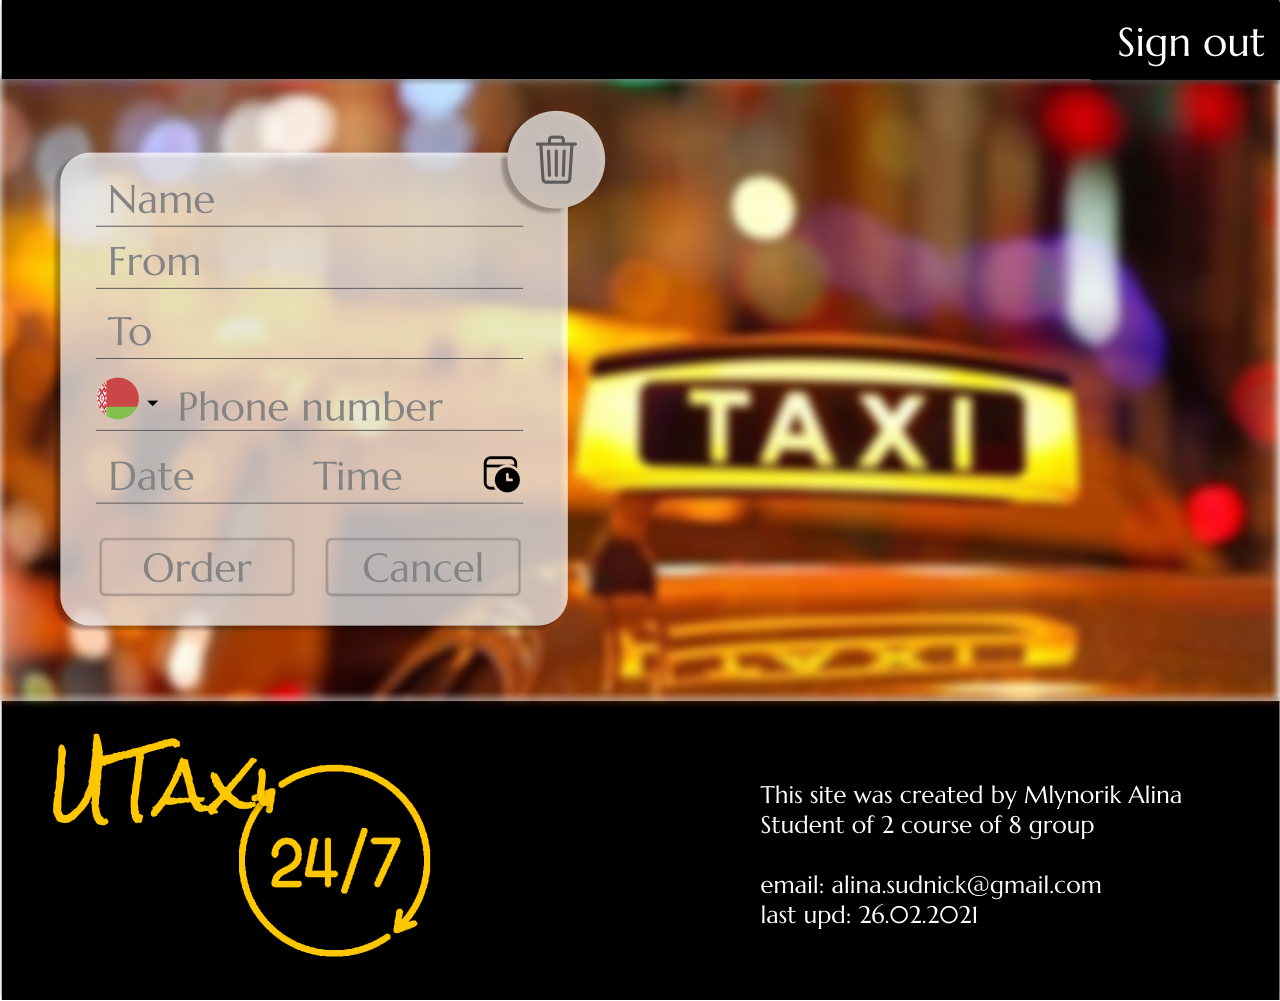 Sign out
Name
From
To
Phone number
Date Time
Order Cancel
TAXI
UTAXI
24/7
This site was created by Mlynorik Alina
Student of 2 course of 8 group
email: alina.sudnick@gmail.com
last upd: 26.02.2021